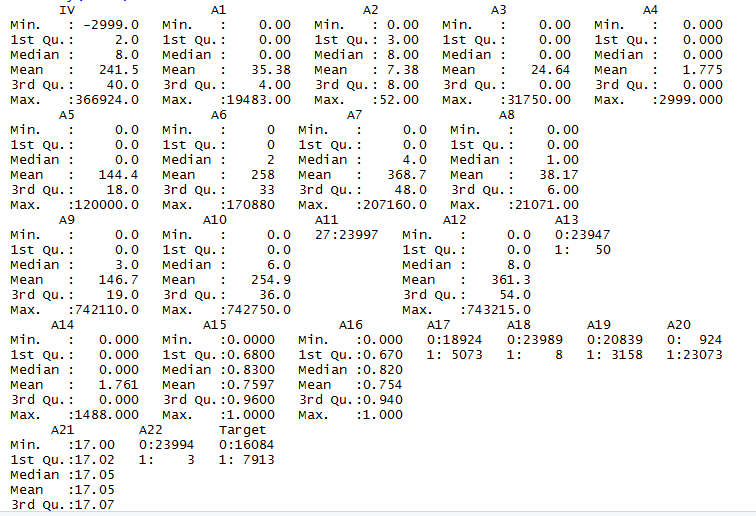 IV A1 A2 A3 A4
Min. : -2999.0 Min. : 0.00 Min. : 0.00 Min. : 0.00 Min. : 0.000
1st Qu.: 2.0 1st Qu.: 0.00 1st Qu.: 3.00 1st Qu.: 0.00 1st Qu.: 0.000
Median : 8.0 Median : 0.00 Median : 8.00 Median : 0.00 Median : 0.000
Mean : 241.5 Mean : 35.38 Mean : 7.38 Mean : 24.64 Mean : 1.775
3rd Qu.: 40.0 3rd Qu.: 4.00 3rd Qu.: 8.00 3rd Qu.: 0.00 3rd Qu.: 0.000
Max. :366924.0 Max. :19483.00 Max. :52.00 Max. :31750.00 Max. :2999.000
A5 A6 A7 A8
Min. : 0.0 Min. : 0 Min. : 0.0 Min. : 0.00
1st Qu.: 0.0 1st Qu.: 0 1st Qu.: 0.0 1st Qu.: 0.00
Median : 0.0 Median : 2 Median : 4.0 Median : 1.00
Mean : 144.4 Mean : 258 Mean : 368.7 Mean : 38.17
3rd Qu.: 18.0 3rd Qu.: 33 3rd Qu.: 48.0 3rd Qu.: 6.00
Max. :120000.0 Max. :170880 Max. :207160.0 Max. :21071.00
A9 A10 A11 A12 A13
Min. : 0.0 Min. : 0.0 27:23997 Min. : 0.0 0:23947
1st Qu.: 0.0 1st Qu.: 0.0 1st Qu.: 0.0 1: 50
Median : 3.0 Median : 6.0 Median : 8.0
Mean : 146.7 Mean : 254.9 Mean : 361.3
3rd Qu.: 19.0 3rd Qu.: 36.0 3rd Qu.: 54.0
Max. :742110.0 Max. :742750.0 Max. :743215.0
A14 A15 A16 A17 A18 A19 A20
Min. : 0.000 Min. :0.0000 Min. :0.000 0:18924 0:23989 0:20839 0: 924
1st Qu.: 0.000 1st Qu.:0.6800 1st Qu.:0.670 1: 5073 1: 8 1: 3158 1:23073
Median : 0.000 Median :0.8300 Median :0.820
Mean : 1.761 Mean :0.7597 Mean :0.754
3rd Qu.: 0.000 3rd Qu.:0.9600 3rd Qu.:0.940
Max. :1488.000 Max. :1.0000 Max. :1.000
A21 A22 Target
Min. :17.00 0:23994 0:16084
1st Qu.:17.02 1: 3 1: 7913
Median :17.05
Mean :17.05
3rd Qu.:17.07